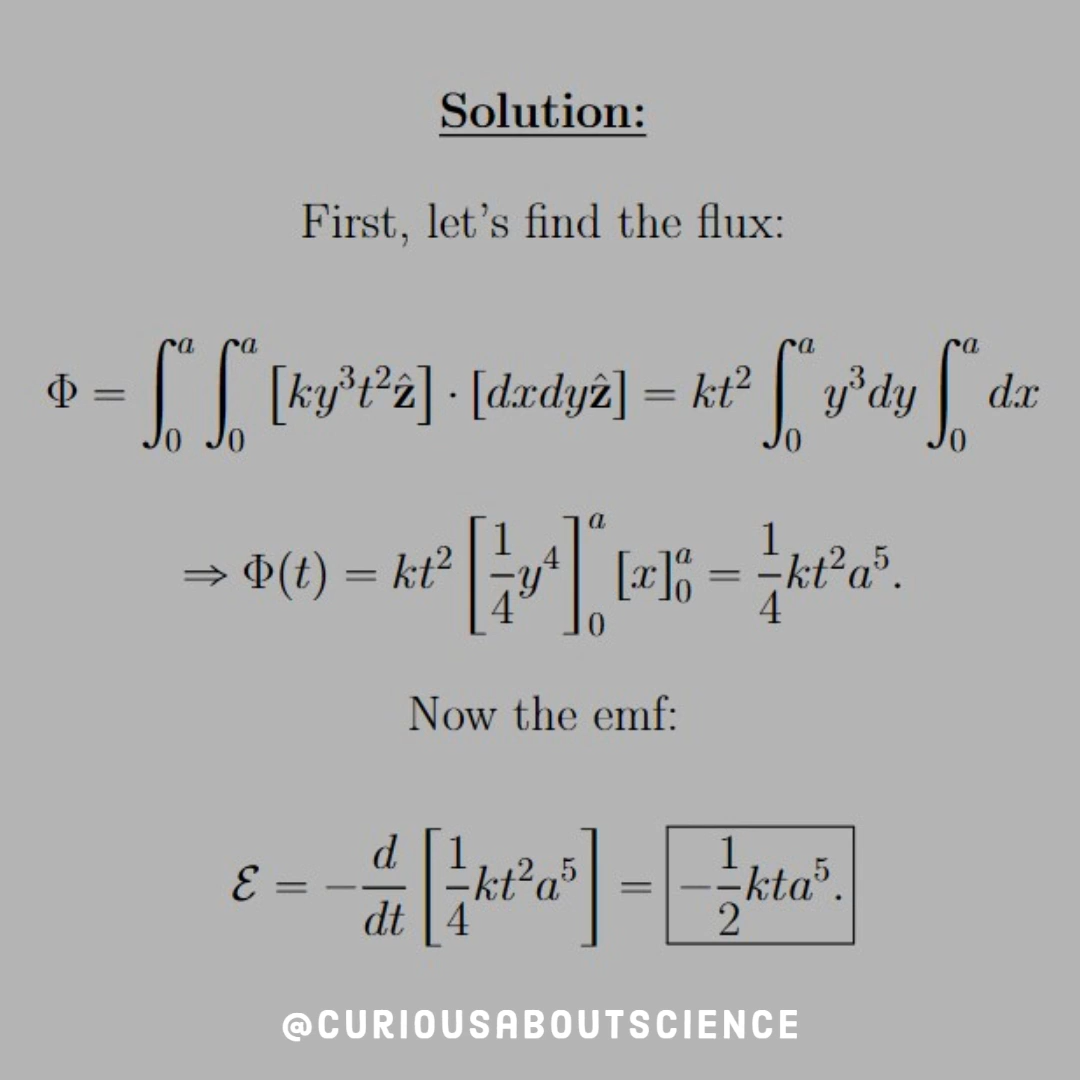 Solution:
First, let's find the flux:
Φ = ∫₀ᵃ ∫₀ᵃ [ky³t²ẑ] · [dxdyẑ] = kt² ∫₀ᵃ y³dy ∫₀ᵃ dx
⇒ Φ(t) = kt² [1/4 y⁴]₀ᵃ [x]₀ᵃ = 1/4 kt²a⁵.
Now the emf:
ℰ = −d/dt [1/4 kt²a⁵] = −1/2 kta⁵.
@CURIOUSABOUTSCIENCE